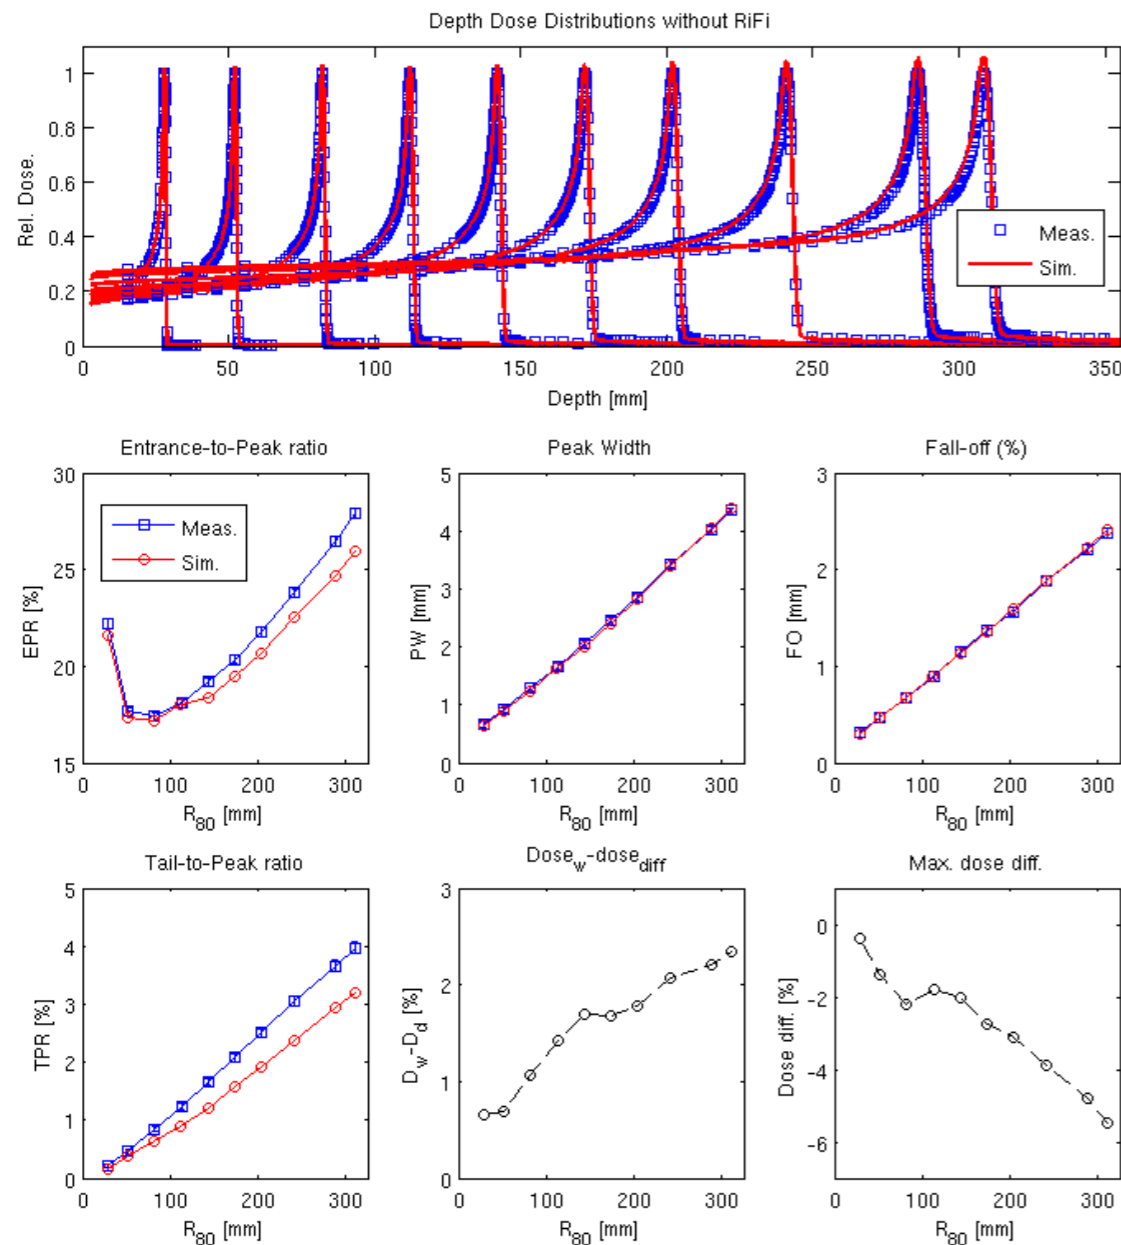 Depth Dose Distributions without RiFi
1
0.8
0.6
0.4
0.2
0
Rel. Dose.
Meas.
Sim.
0 50 100 150 200 250 300 350
Depth [mm]
Entrance-to-Peak ratio
30
25
20
15
EPR [%]
Meas.
Sim.
0 100 200 300
R80 [mm]
Peak Width
5
4
3
2
1
0
PW [mm]
0 100 200 300
R80 [mm]
Fall-off (%)
3
2
1
0
FO [mm]
0 100 200 300
R80 [mm]
Tail-to-Peak ratio
5
4
3
2
1
0
TPR [%]
0 100 200 300
R80 [mm]
Dosew-dosediff
3
2
1
0
Dw-Dd [%]
0 100 200 300
R80 [mm]
Max. dose diff.
0
-2
-4
-6
Dose diff. [%]
0 100 200 300
R80 [mm]